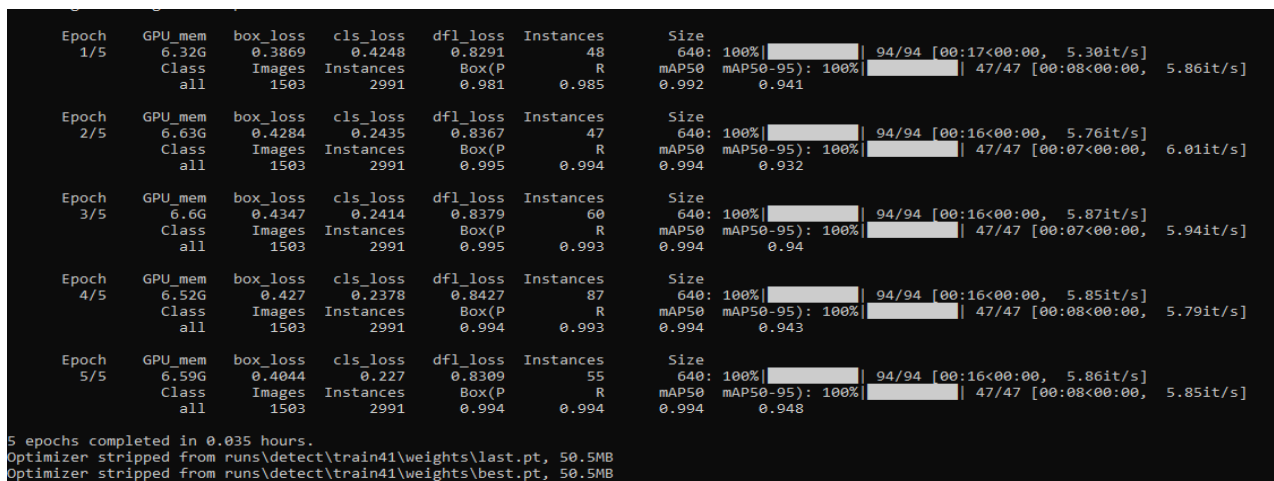 Epoch GPU_mem box_loss cls_loss dfl_loss Instances Size
1/5 6.32G 0.3869 0.4248 0.8291 48 640: 100%|██████████| 94/94 [00:17<00:00, 5.30it/s]
Class Images Instances Box(P R mAP50 mAP50-95): 100%|██████████| 47/47 [00:08<00:00, 5.86it/s]
all 1503 2991 0.981 0.985 0.992 0.941
Epoch GPU_mem box_loss cls_loss dfl_loss Instances Size
2/5 6.63G 0.4284 0.2435 0.8367 47 640: 100%|██████████| 94/94 [00:16<00:00, 5.76it/s]
Class Images Instances Box(P R mAP50 mAP50-95): 100%|██████████| 47/47 [00:07<00:00, 6.01it/s]
all 1503 2991 0.995 0.994 0.994 0.932
Epoch GPU_mem box_loss cls_loss dfl_loss Instances Size
3/5 6.6G 0.4347 0.2414 0.8379 60 640: 100%|██████████| 94/94 [00:16<00:00, 5.87it/s]
Class Images Instances Box(P R mAP50 mAP50-95): 100%|██████████| 47/47 [00:07<00:00, 5.94it/s]
all 1503 2991 0.995 0.993 0.994 0.94
Epoch GPU_mem box_loss cls_loss dfl_loss Instances Size
4/5 6.52G 0.427 0.2378 0.8427 87 640: 100%|██████████| 94/94 [00:16<00:00, 5.85it/s]
Class Images Instances Box(P R mAP50 mAP50-95): 100%|██████████| 47/47 [00:08<00:00, 5.79it/s]
all 1503 2991 0.994 0.993 0.994 0.943
Epoch GPU_mem box_loss cls_loss dfl_loss Instances Size
5/5 6.59G 0.4044 0.227 0.8309 55 640: 100%|██████████| 94/94 [00:16<00:00, 5.86it/s]
Class Images Instances Box(P R mAP50 mAP50-95): 100%|██████████| 47/47 [00:08<00:00, 5.85it/s]
all 1503 2991 0.994 0.994 0.994 0.948
5 epochs completed in 0.035 hours.
Optimizer stripped from runs\detect\train41\weights\last.pt, 50.5MB
Optimizer stripped from runs\detect\train41\weights\best.pt, 50.5MB